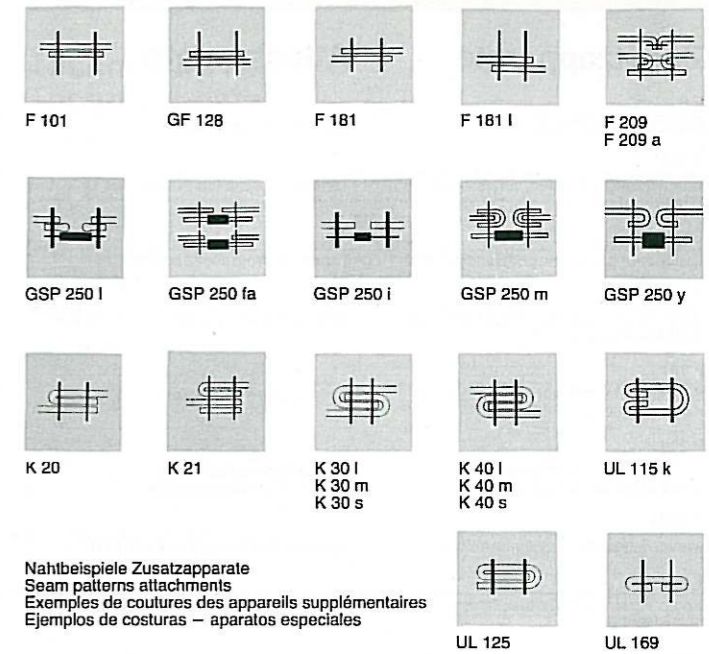 F 101
GF 128
F 181
F 181 l
F 209
F 209 a
GSP 250 l
GSP 250 fa
GSP 250 i
GSP 250 m
GSP 250 y
K 20
K 21
K 30 l
K 30 m
K 30 s
K 40 l
K 40 m
K 40 s
UL 115 k
Nahtbeispiele Zusatzapparate
Seam patterns attachments
Exemples de coutures des appareils supplémentaires
Ejemplos de costuras – aparatos especiales
UL 125
UL 169